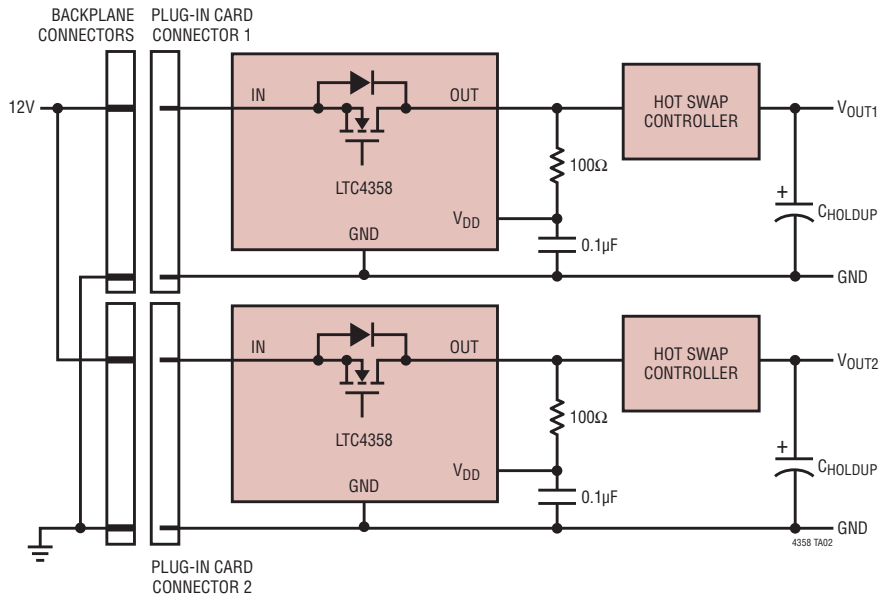 BACKPLANE
CONNECTORS
PLUG-IN CARD
CONNECTOR 1
12V
IN
OUT
LTC4358
VDD
GND
100Ω
0.1µF
HOT SWAP
CONTROLLER
VOUT1
+
CHOLDUP
GND
IN
OUT
LTC4358
VDD
GND
100Ω
0.1µF
HOT SWAP
CONTROLLER
VOUT2
+
CHOLDUP
GND
4358 TA02
PLUG-IN CARD
CONNECTOR 2